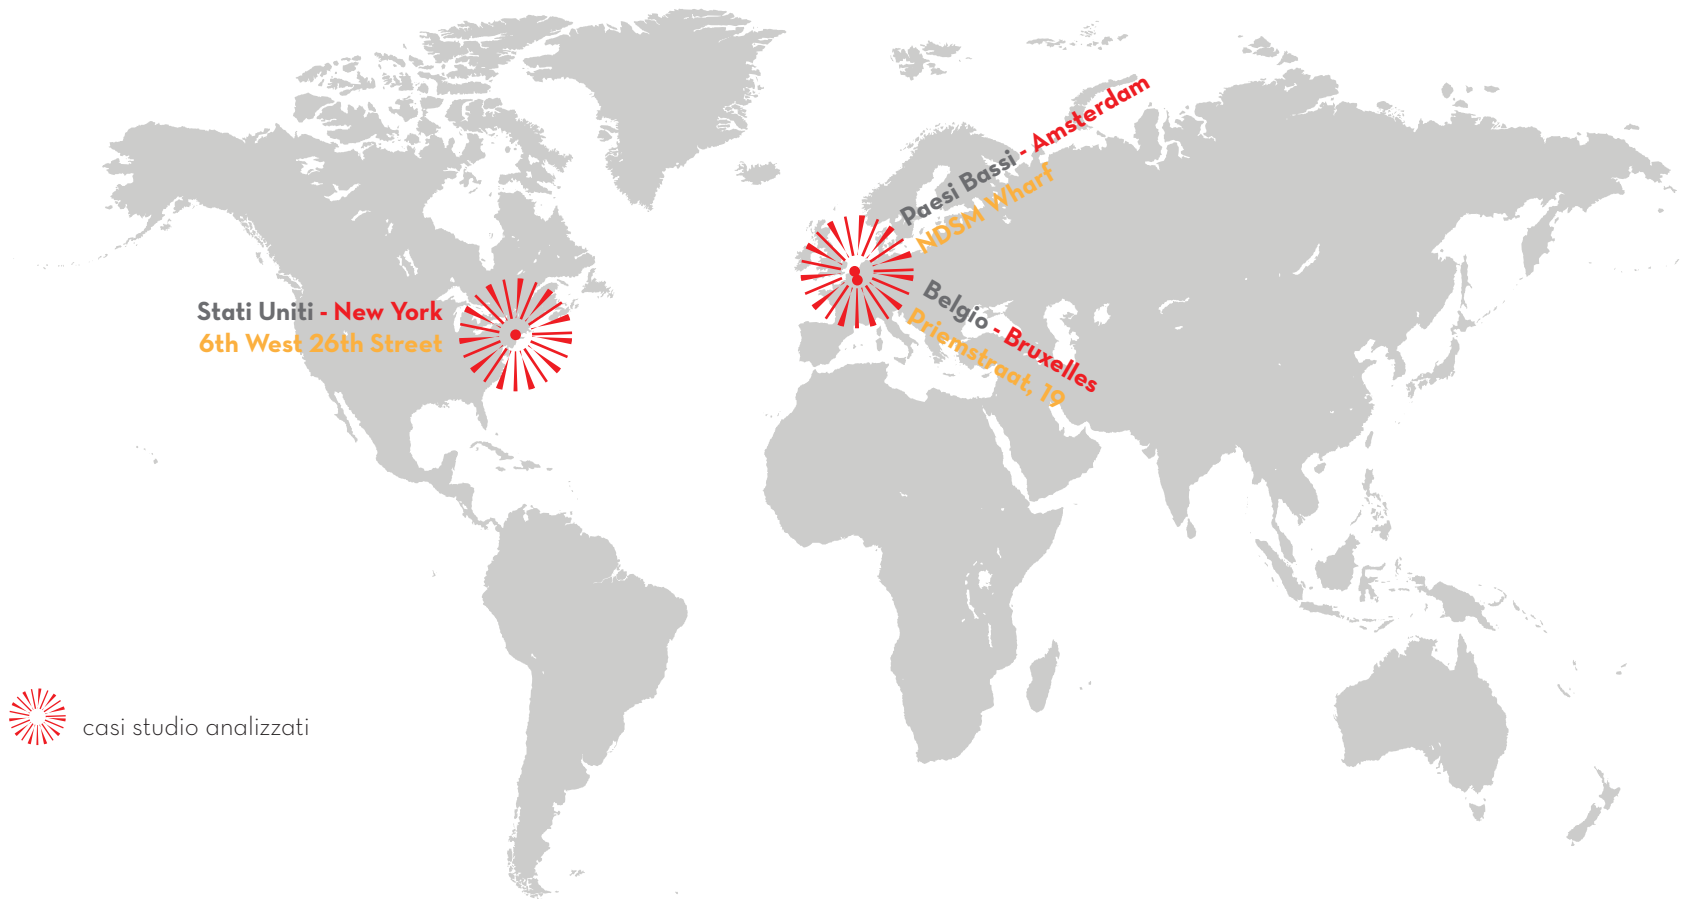 Paesi Bassi - Amsterdam
NDSM Wharf
Stati Uniti - New York
6th West 26th Street
Belgio - Bruxelles
Priemstraat, 19
casi studio analizzati